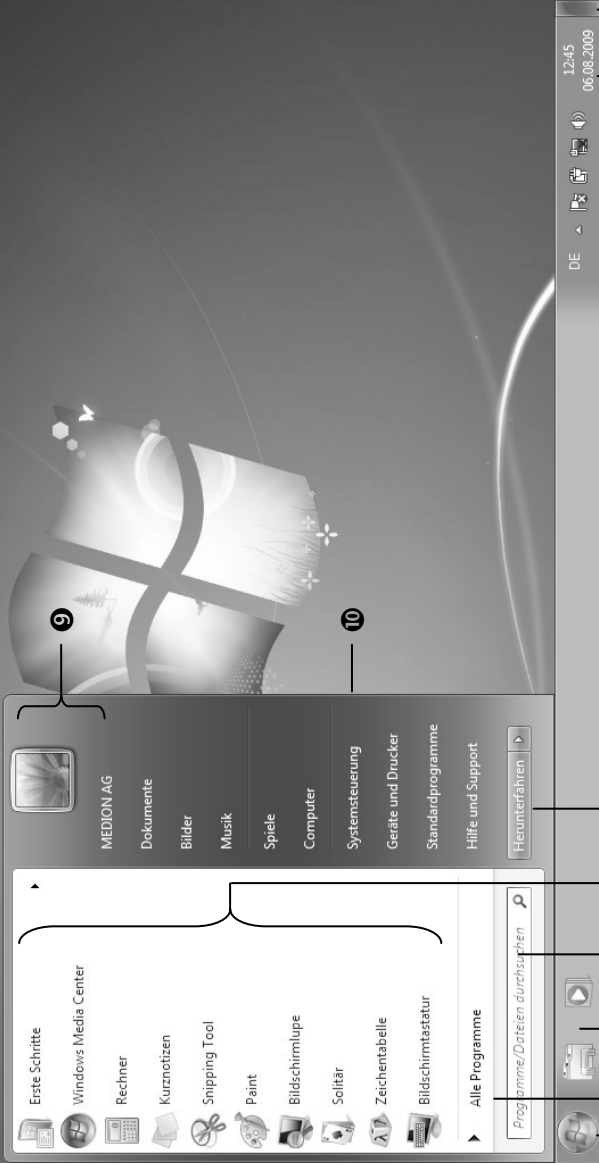 Erste Schritte
Windows Media Center
Rechner
Kurznotizen
Snipping Tool
Paint
Bildschirmlupe
Solitär
Zeichentabelle
Bildschirmtastatur
Alle Programme
Programme/Dateien durchsuchen
MEDION AG
Dokumente
Bilder
Musik
Spiele
Computer
Systemsteuerung
Geräte und Drucker
Standardprogramme
Hilfe und Support
Herunterfahren
❾
❿
DE
12:45
06.08.2009